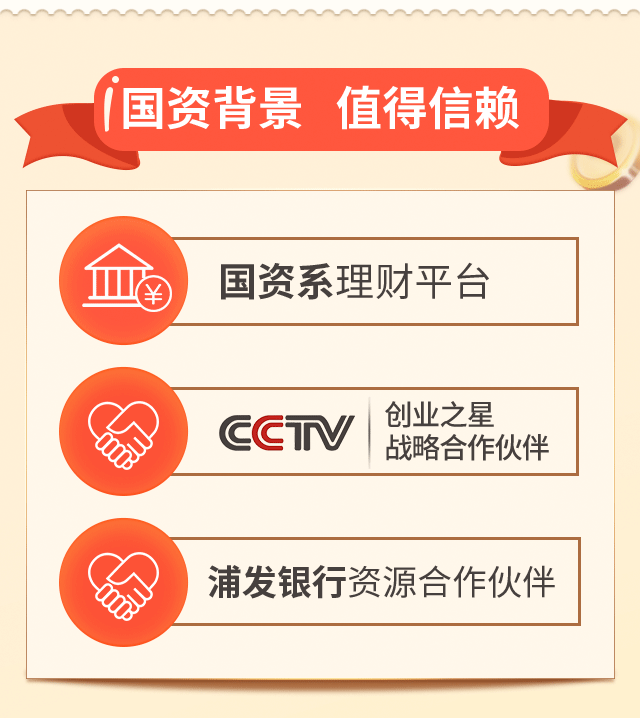 国资背景 值得信赖
国资系理财平台
CCTV
创业之星
战略合作伙伴
浦发银行资源合作伙伴